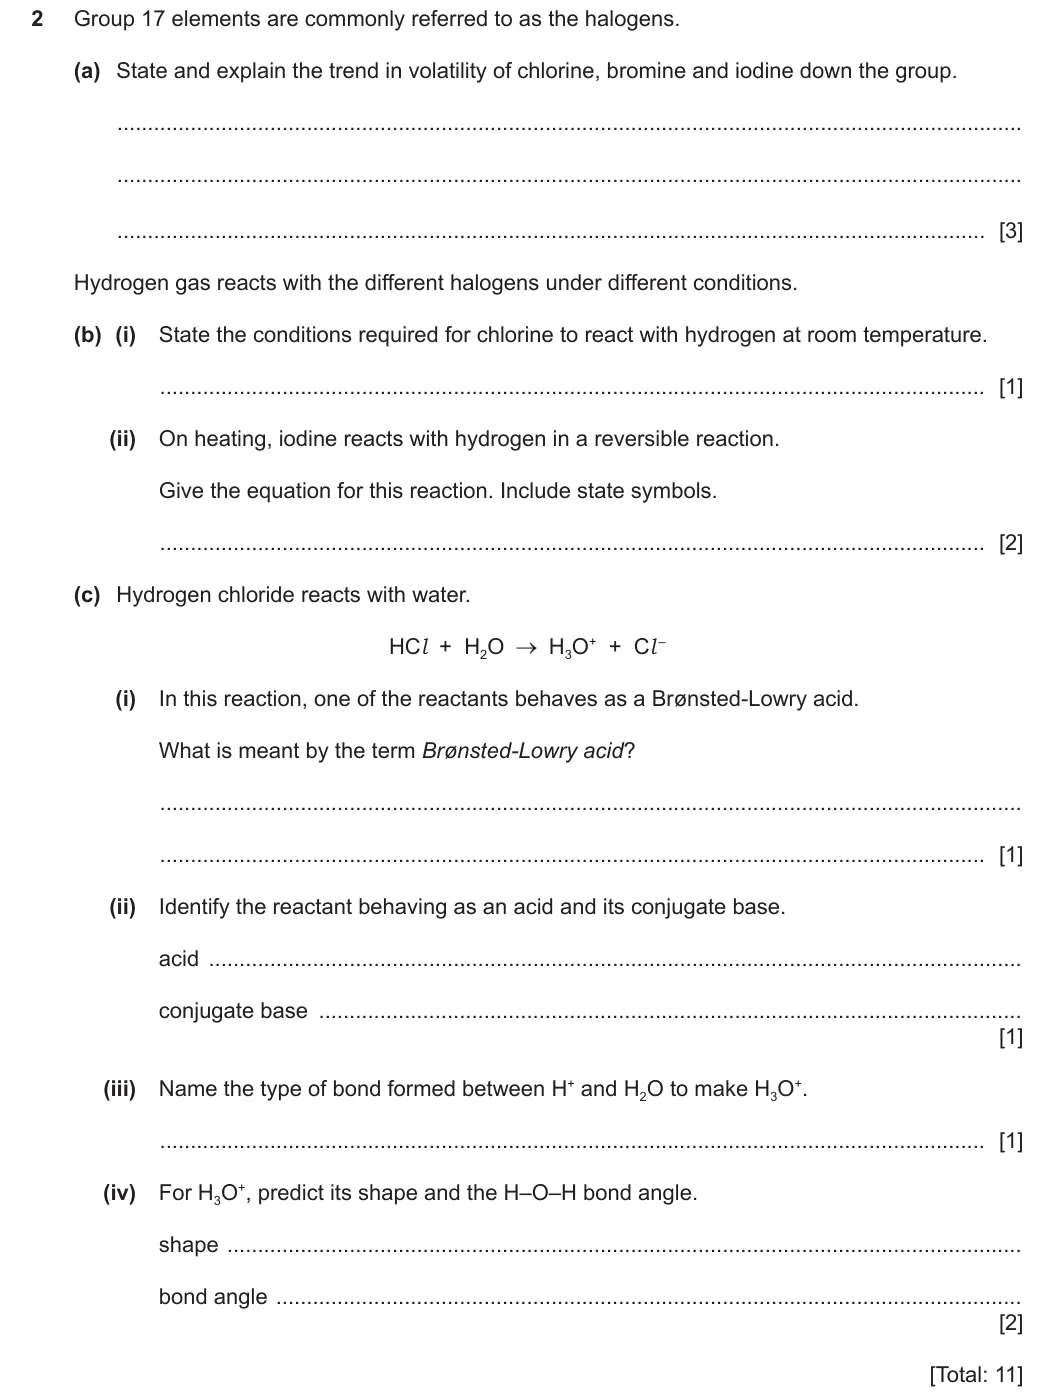 2 Group 17 elements are commonly referred to as the halogens.
(a) State and explain the trend in volatility of chlorine, bromine and iodine down the group.
..........
..........
.......... [3]
Hydrogen gas reacts with the different halogens under different conditions.
(b) (i) State the conditions required for chlorine to react with hydrogen at room temperature.
.......... [1]
(ii) On heating, iodine reacts with hydrogen in a reversible reaction.
Give the equation for this reaction. Include state symbols.
.......... [2]
(c) Hydrogen chloride reacts with water.
HCl + H₂O → H₃O⁺ + Cl⁻
(i) In this reaction, one of the reactants behaves as a Brønsted-Lowry acid.
What is meant by the term Brønsted-Lowry acid?
..........
.......... [1]
(ii) Identify the reactant behaving as an acid and its conjugate base.
acid ..........
conjugate base ..........
[1]
(iii) Name the type of bond formed between H⁺ and H₂O to make H₃O⁺.
.......... [1]
(iv) For H₃O⁺, predict its shape and the H–O–H bond angle.
shape ..........
bond angle ..........
[2]
[Total: 11]